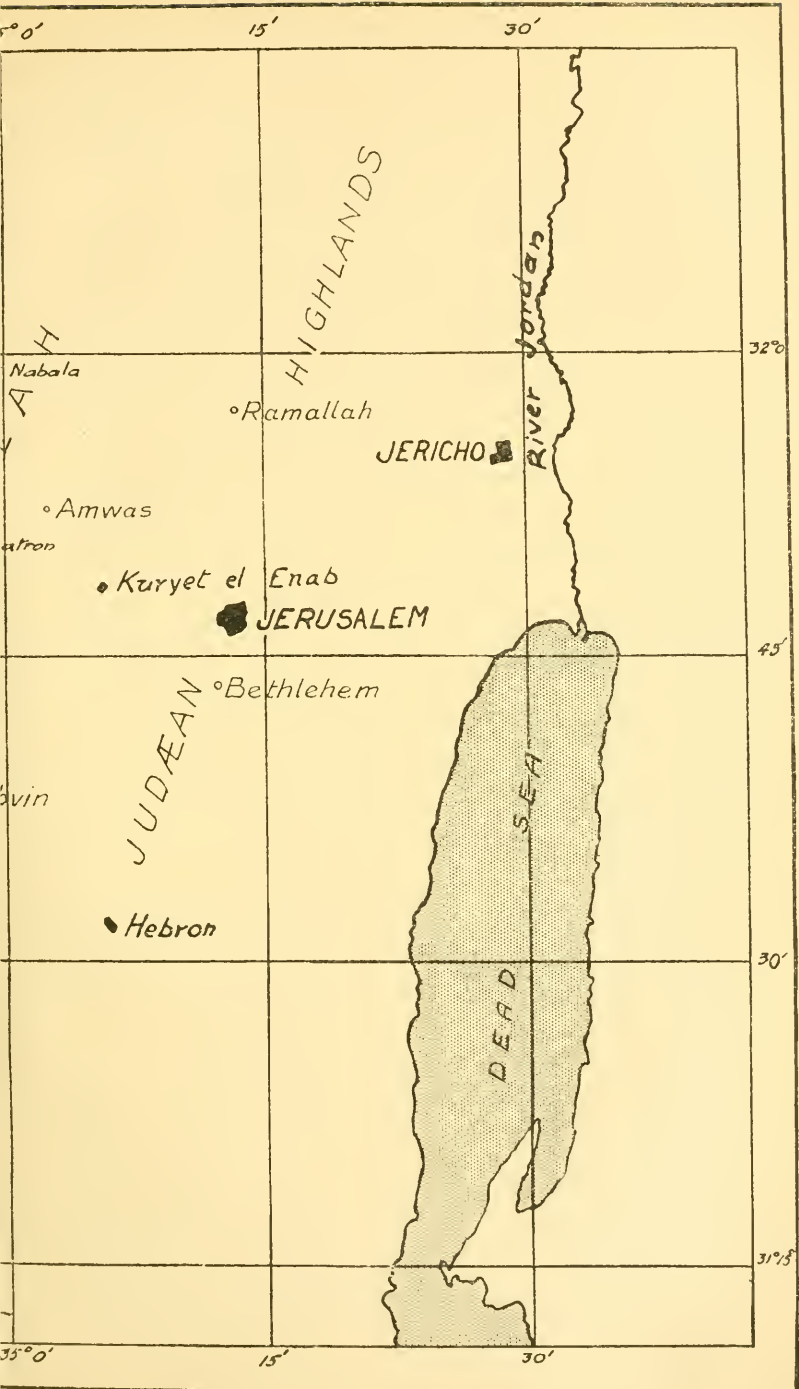 15'
30'
HIGHLANDS
River Jordan
32°0
Nabala
Ramallah
JERICHO
Amwas
Kuryet el Enab
JERUSALEM
45'
Bethlehem
JUDÆAN
SEA
Hebron
30'
DEAD
31°15'
35°0'
15'
30'